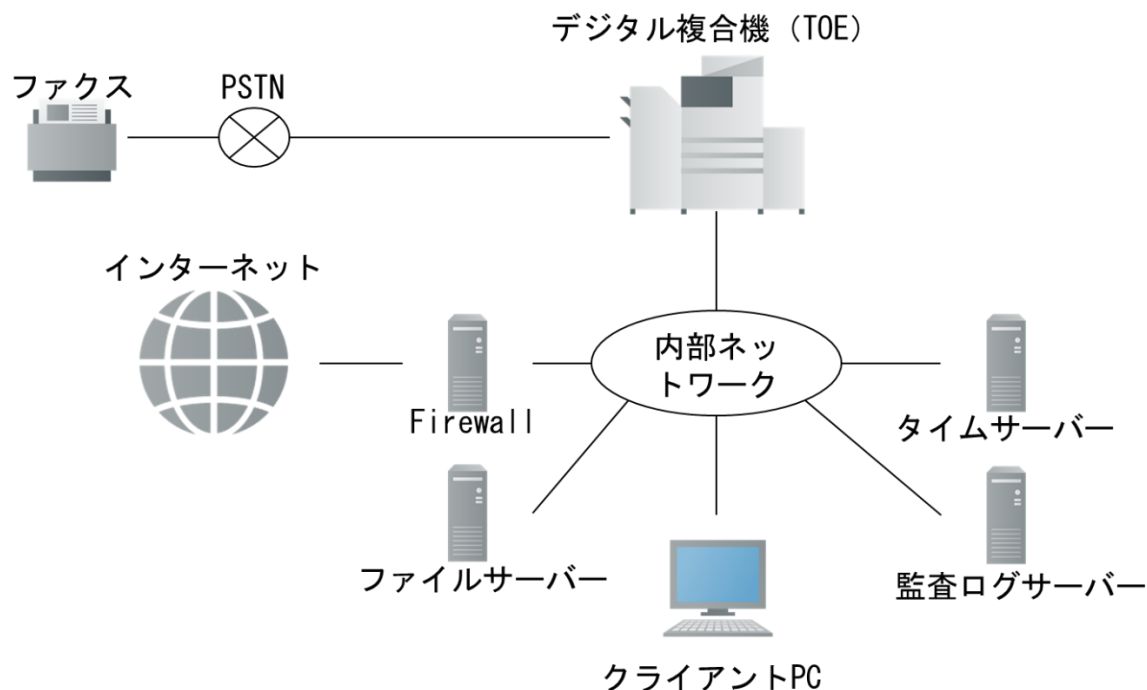 デジタル複合機（TOE）
ファクス
PSTN
インターネット
内部ネッ
トワーク
Firewall
タイムサーバー
ファイルサーバー
監査ログサーバー
クライアントPC